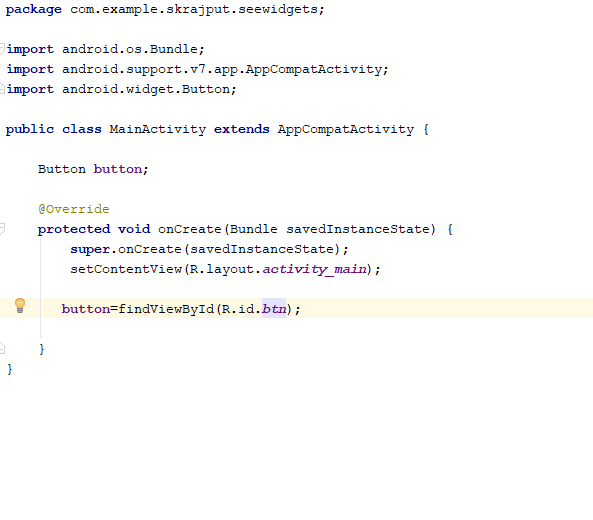 package com.example.skrajput.seewidgets;
import android.os.Bundle;
import android.support.v7.app.AppCompatActivity;
import android.widget.Button;
public class MainActivity extends AppCompatActivity {
Button button;
@Override
protected void onCreate(Bundle savedInstanceState) {
super.onCreate(savedInstanceState);
setContentView(R.layout.activity_main);
button=findViewById(R.id.btn);
}
}